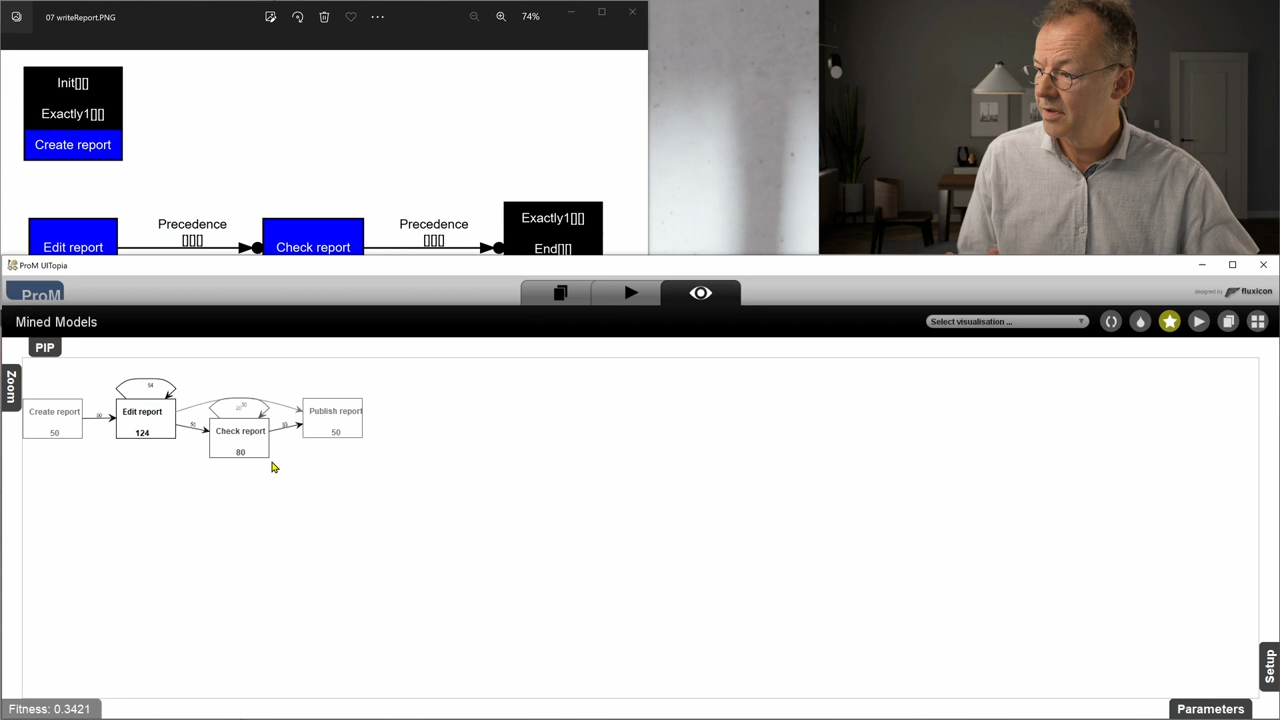 07 writeReport.PNG
74%
Init[][]
Exactly1[][]
Create report
Edit report
Precedence
[][][]
Check report
Precedence
[][][]
Exactly1[][]
End[][]
ProM UITopia
ProM
designed by fluxicon
Mined Models
Select visualisation ...
PIP
Zoom
Create report
50
54
Edit report
124
Check report
80
Publish report
50
Setup
Fitness: 0.3421
Parameters